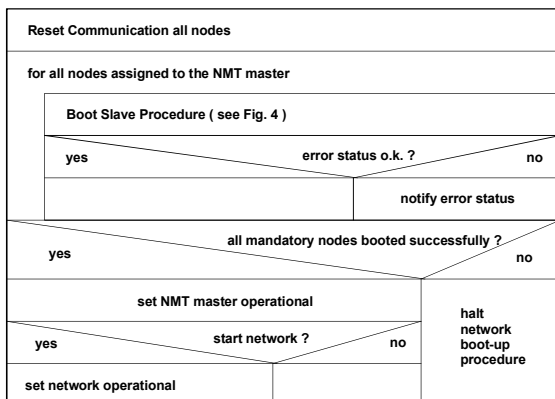 Reset Communication all nodes
for all nodes assigned to the NMT master
Boot Slave Procedure ( see Fig. 4 )
yes
error status o.k. ?
no
notify error status
yes
all mandatory nodes booted successfully ?
no
set NMT master operational
halt
network
boot-up
procedure
yes
start network ?
no
set network operational